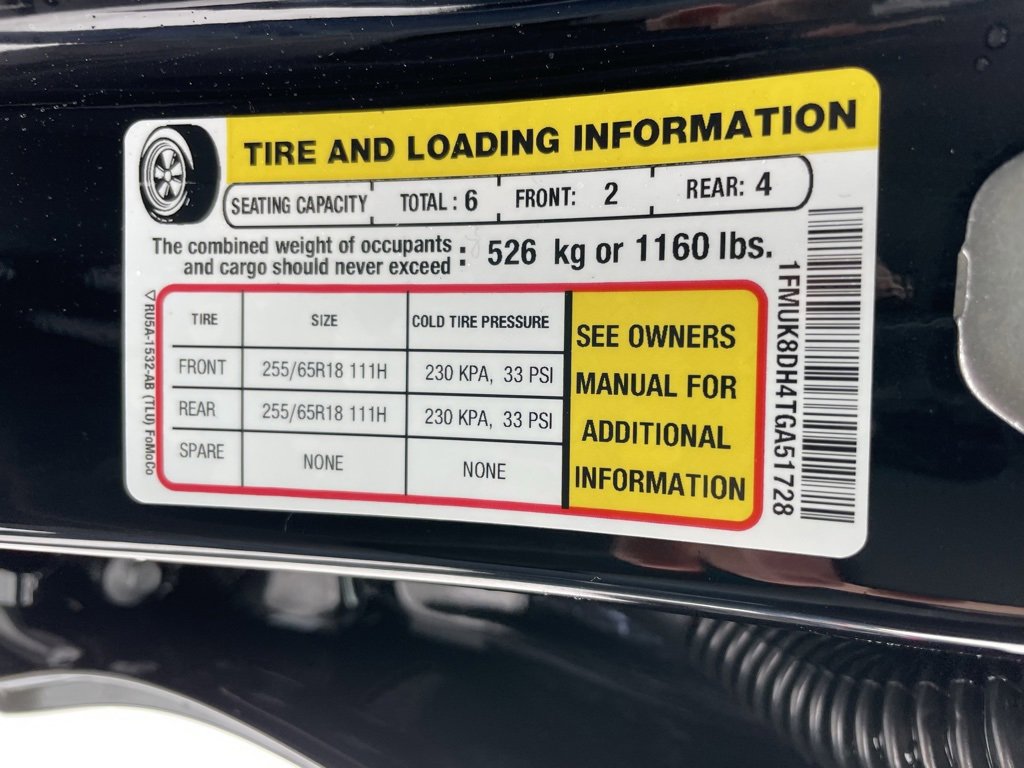 TIRE AND LOADING INFORMATION
SEATING CAPACITY TOTAL : 6 FRONT: 2 REAR: 4
The combined weight of occupants
and cargo should never exceed : 526 kg or 1160 lbs.
TIRE SIZE COLD TIRE PRESSURE
FRONT 255/65R18 111H 230 KPA, 33 PSI
REAR 255/65R18 111H 230 KPA, 33 PSI
SPARE NONE NONE
SEE OWNERS
MANUAL FOR
ADDITIONAL
INFORMATION
▽RU5A-1532-AB (TLU) FoMoCo
1FMUK8DH4TGA51728